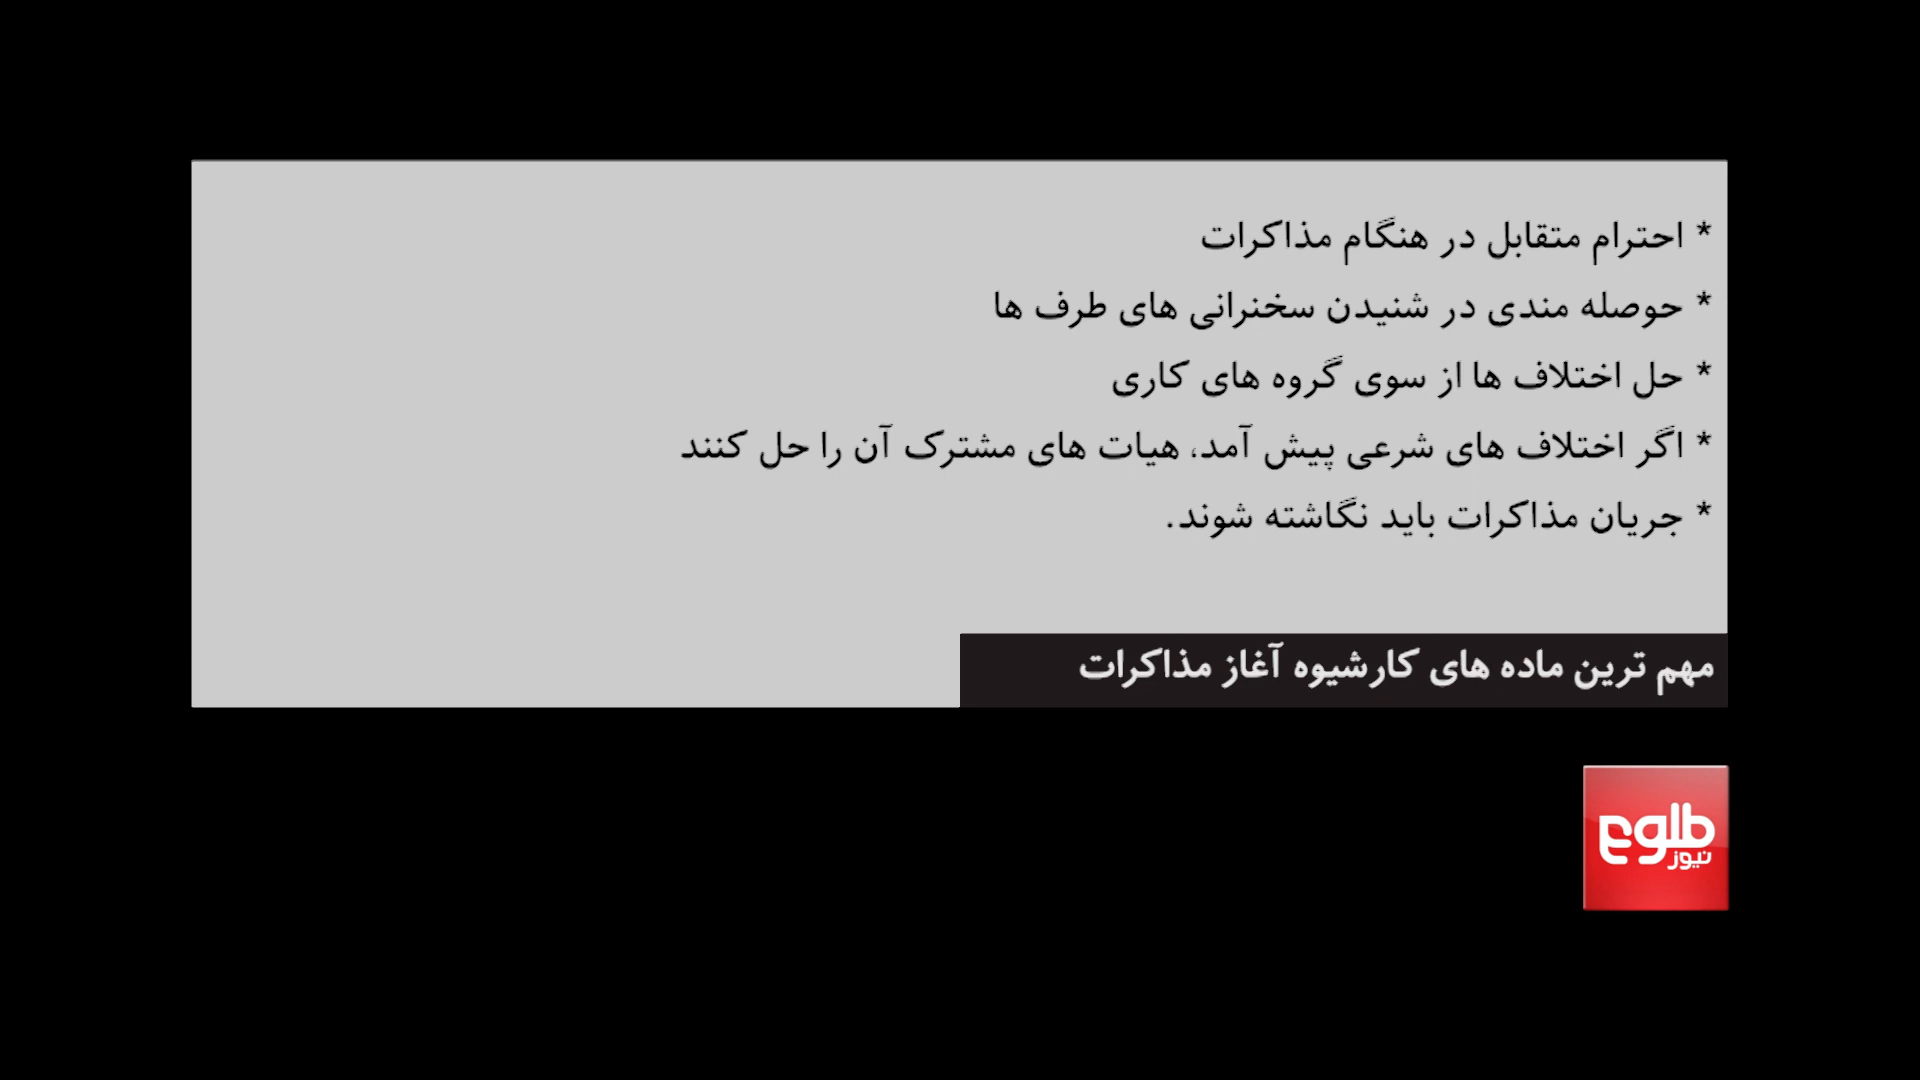 * احترام متقابل در هنگام مذاکرات
* حوصله مندی در شنیدن سخنرانی های طرف ها
* حل اختلاف ها از سوی گروه های کاری
* اگر اختلاف های شرعی پیش آمد، هیات های مشترک آن را حل کنند
* جریان مذاکرات باید نگاشته شوند.
مهم ترین ماده های کارشیوه آغاز مذاکرات
طلوع
نیوز